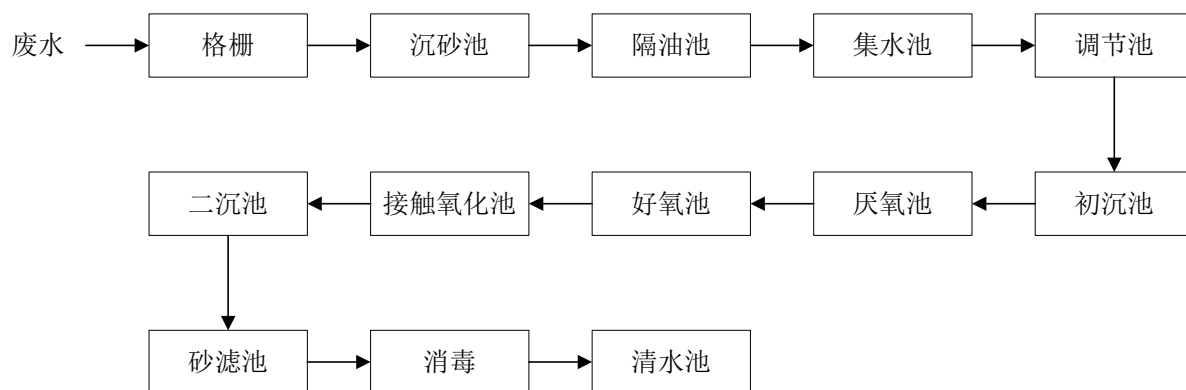 废水
格栅
沉砂池
隔油池
集水池
调节池
初沉池
厌氧池
好氧池
接触氧化池
二沉池
砂滤池
消毒
清水池